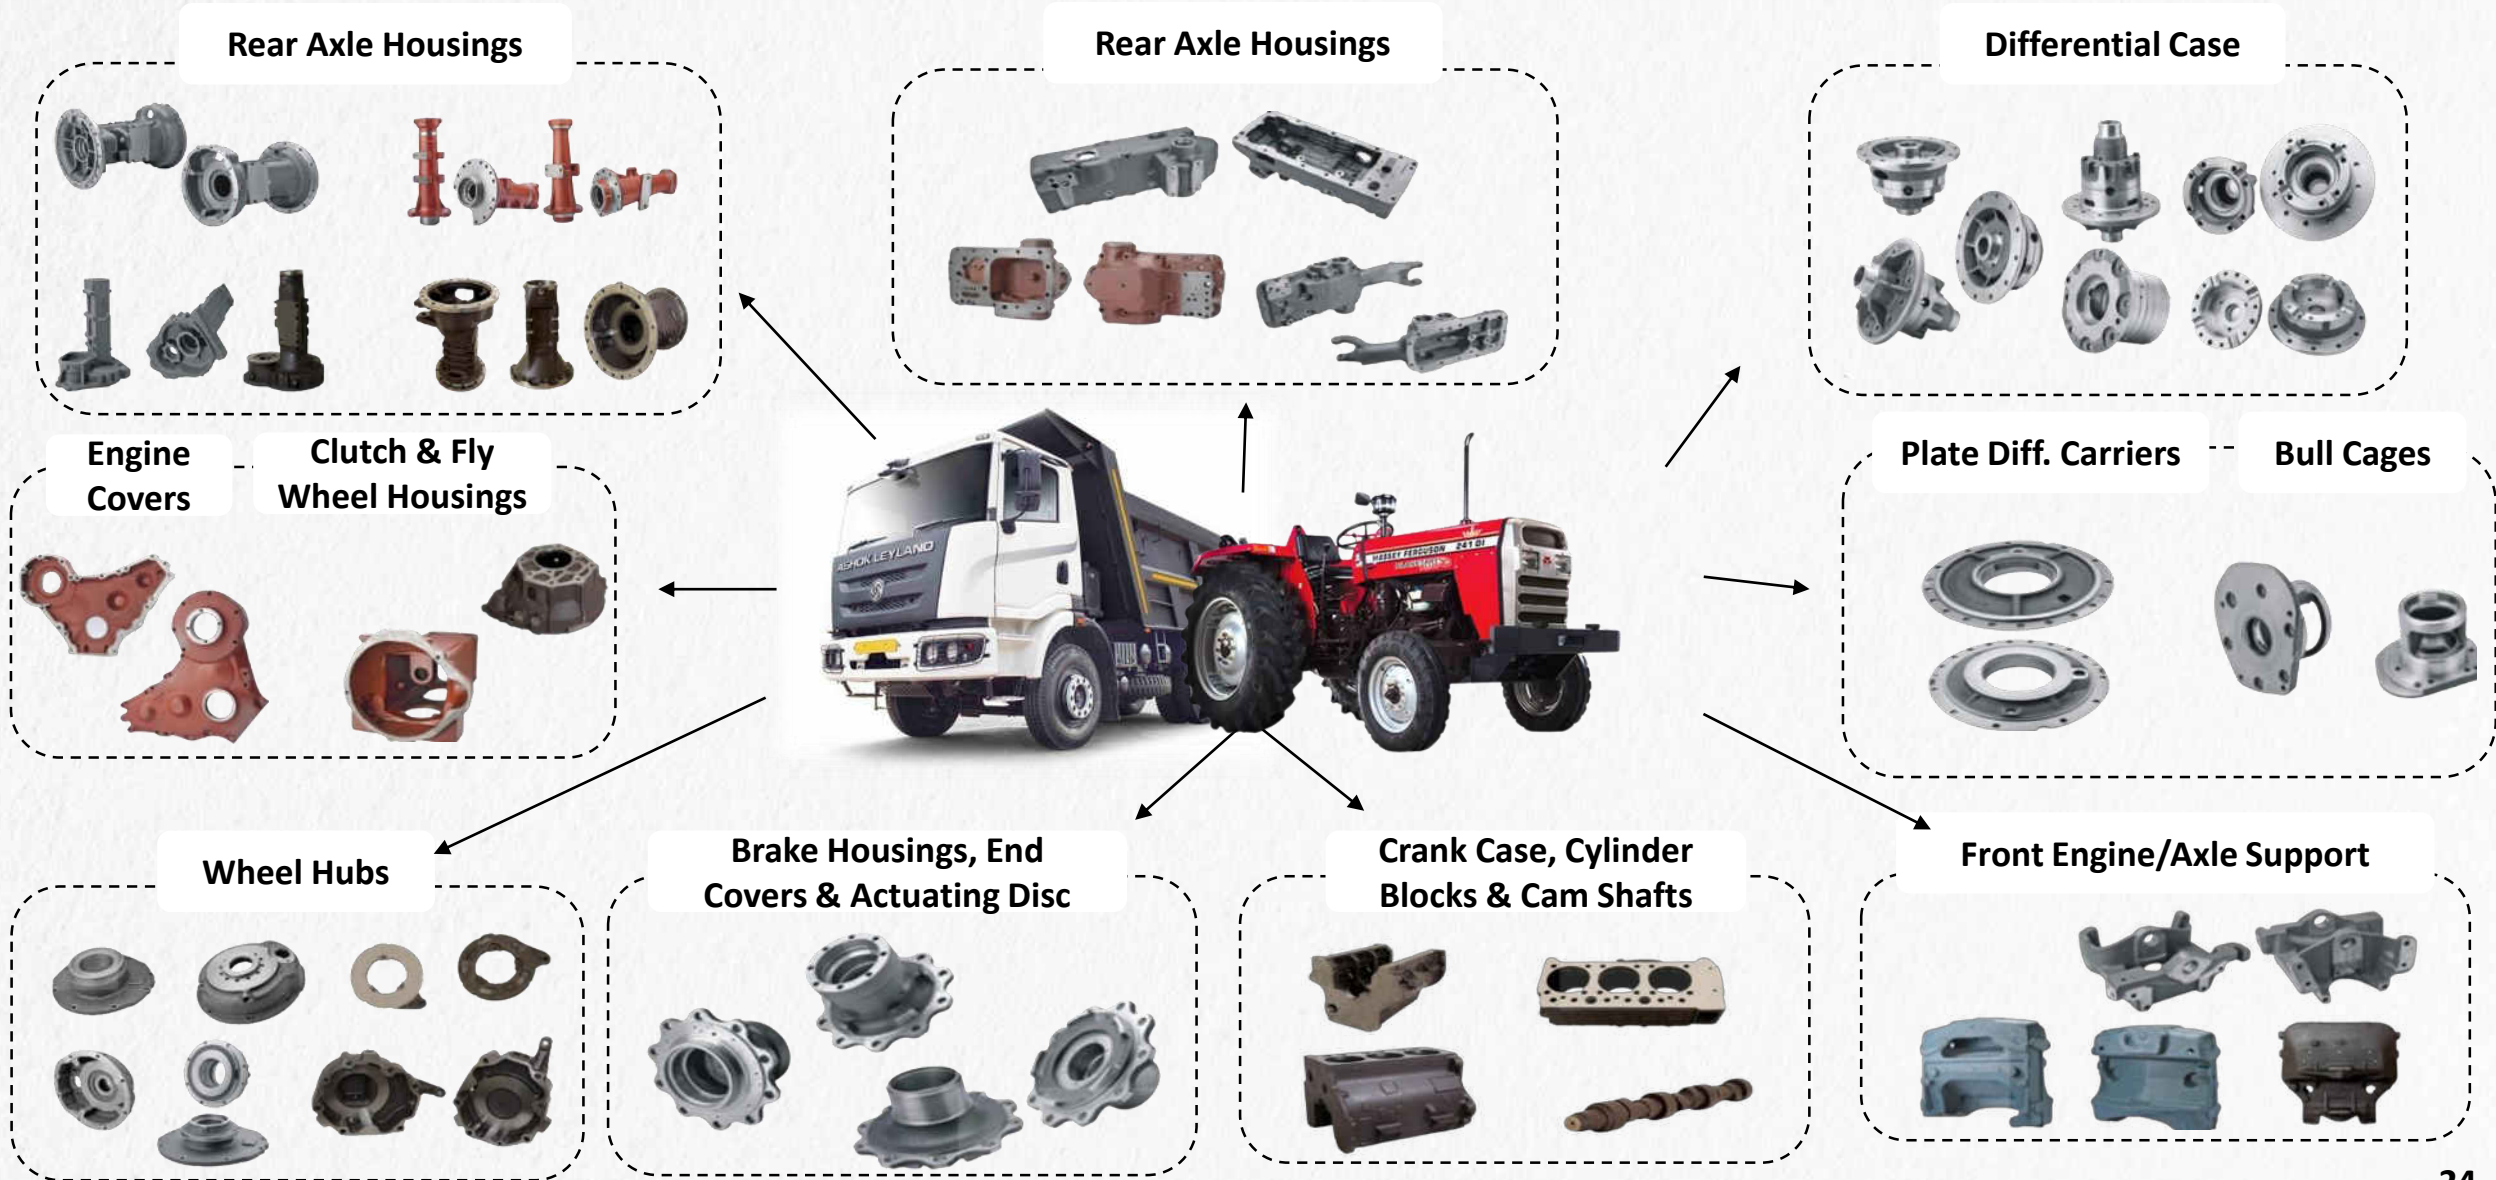 Rear Axle Housings
Rear Axle Housings
Differential Case
Engine
Covers
Clutch & Fly
Wheel Housings
Plate Diff. Carriers
Bull Cages
ASHOK LEYLAND
MASSEY FERGUSON 241 DI
Wheel Hubs
Brake Housings, End
Covers & Actuating Disc
Crank Case, Cylinder
Blocks & Cam Shafts
Front Engine/Axle Support